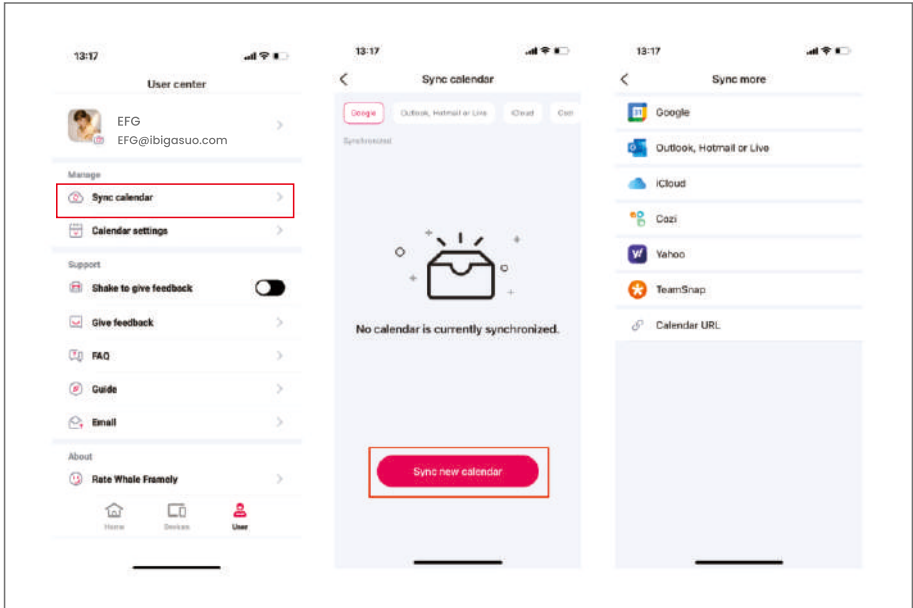 13:17
User center
EFG
EFG@ibigasuo.com
Manage
Sync calendar
Calendar settings
Support
Shake to give feedback
Give feedback
FAQ
Guide
Email
About
Rate Whale Framely
Home Devices User
13:17
Sync calendar
Google Outlook, Hotmail or Live iCloud Cozi
Synchronized
No calendar is currently synchronized.
Sync new calendar
13:17
Sync more
Google
Outlook, Hotmail or Live
iCloud
Cozi
Yahoo
TeamSnap
Calendar URL